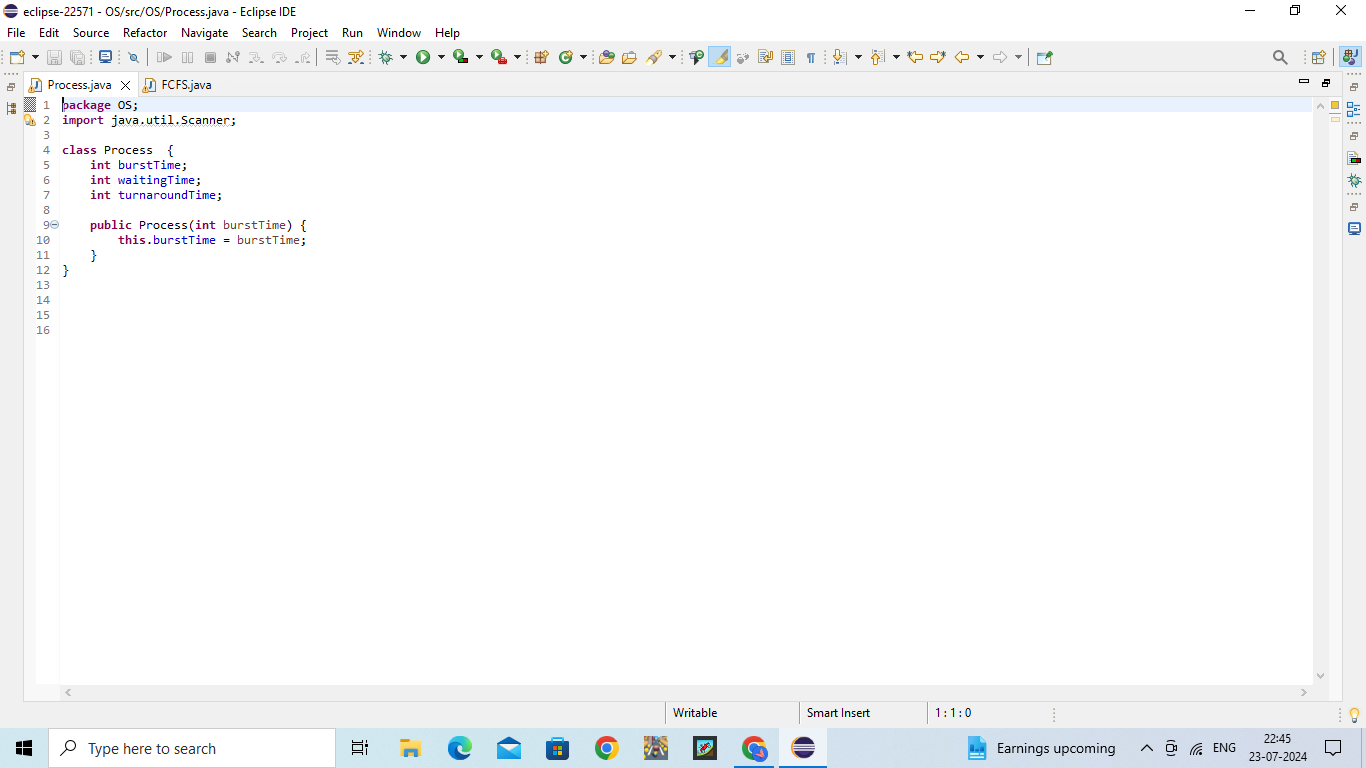 eclipse-22571 - OS/src/OS/Process.java - Eclipse IDE
File Edit Source Refactor Navigate Search Project Run Window Help
Process.java FCFS.java
1 package OS;
2 import java.util.Scanner;
3
4 class Process  {
5     int burstTime;
6     int waitingTime;
7     int turnaroundTime;
8
9     public Process(int burstTime) {
10         this.burstTime = burstTime;
11     }
12 }
13
14
15
16
Writable Smart Insert 1 : 1 : 0
Type here to search Earnings upcoming ENG 22:45
23-07-2024